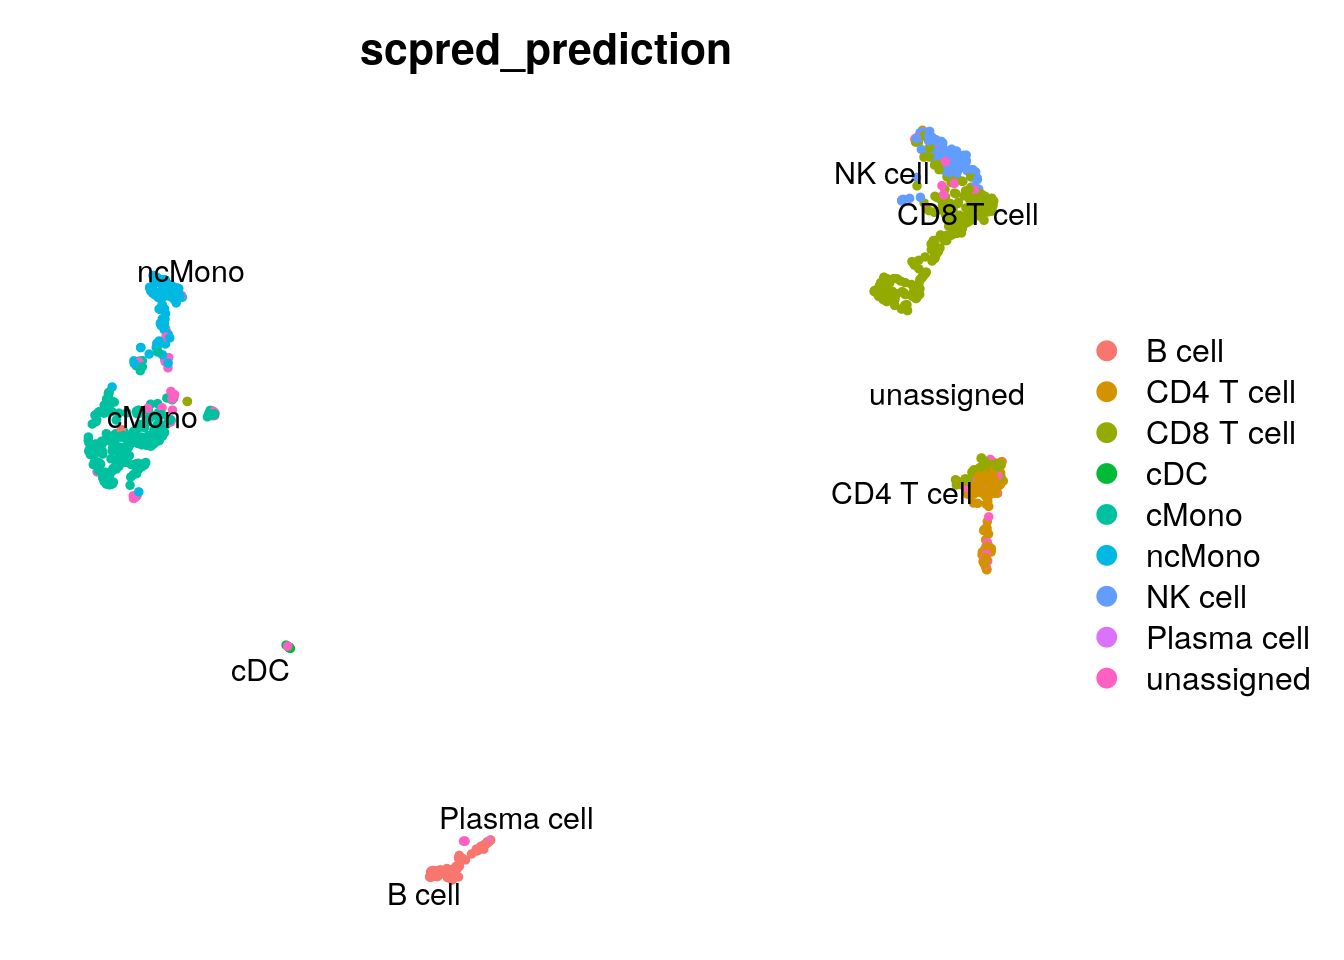 scpred_prediction
NK cell
CD8 T cell
ncMono
cMono
unassigned
CD4 T cell
cDC
Plasma cell
B cell
B cell
CD4 T cell
CD8 T cell
cDC
cMono
ncMono
NK cell
Plasma cell
unassigned